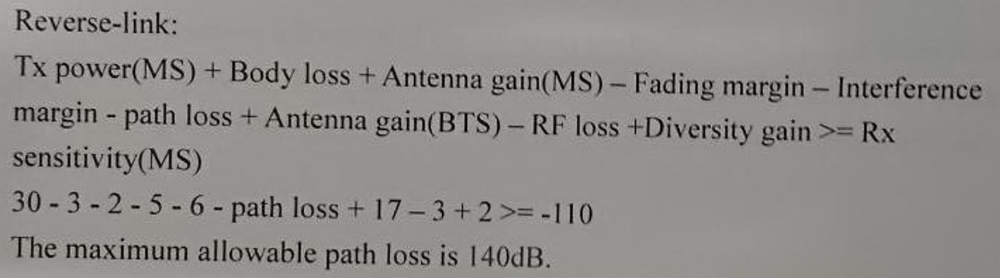 Reverse-link:
Tx power(MS) + Body loss + Antenna gain(MS) – Fading margin – Interference
margin - path loss + Antenna gain(BTS) – RF loss +Diversity gain >= Rx
sensitivity(MS)
30 - 3 - 2 - 5 - 6 - path loss + 17 – 3 + 2 >= -110
The maximum allowable path loss is 140dB.